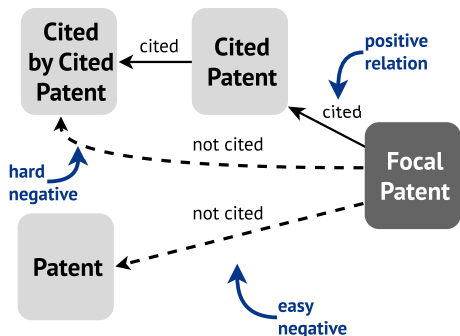 Cited
by Cited
Patent
cited
Cited
Patent
positive
relation
cited
not cited
Focal
Patent
hard
negative
not cited
Patent
easy
negative